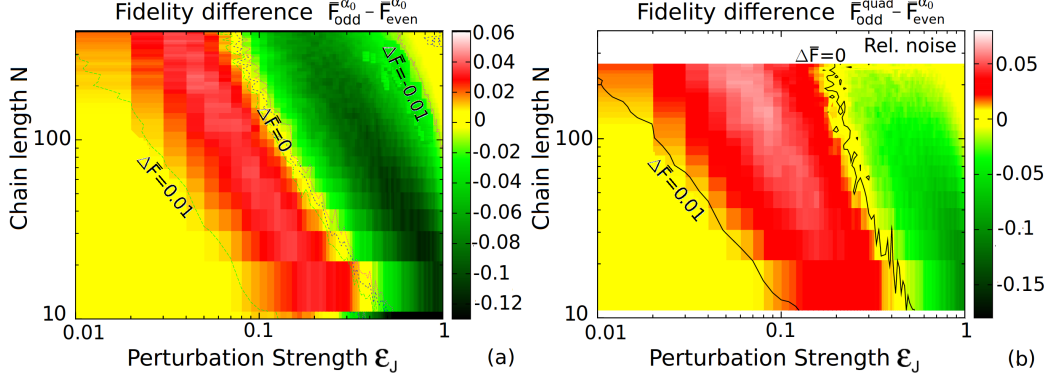 Fidelity difference F̄odd^α₀ – F̄even^α₀
Chain length N
100
10
0.01
0.1
1
ΔF̄=0.01
ΔF̄=0
ΔF̄=-0.01
0.06
0.04
0.02
0
-0.02
-0.04
-0.06
-0.08
-0.1
-0.12
Perturbation Strength ε_J
(a)
Fidelity difference F̄odd^quad – F̄even^α₀
Rel. noise
Chain length N
100
10
0.01
0.1
1
ΔF̄=0
ΔF̄=0.01
0.05
0
-0.05
-0.1
-0.15
Perturbation Strength ε_J
(b)